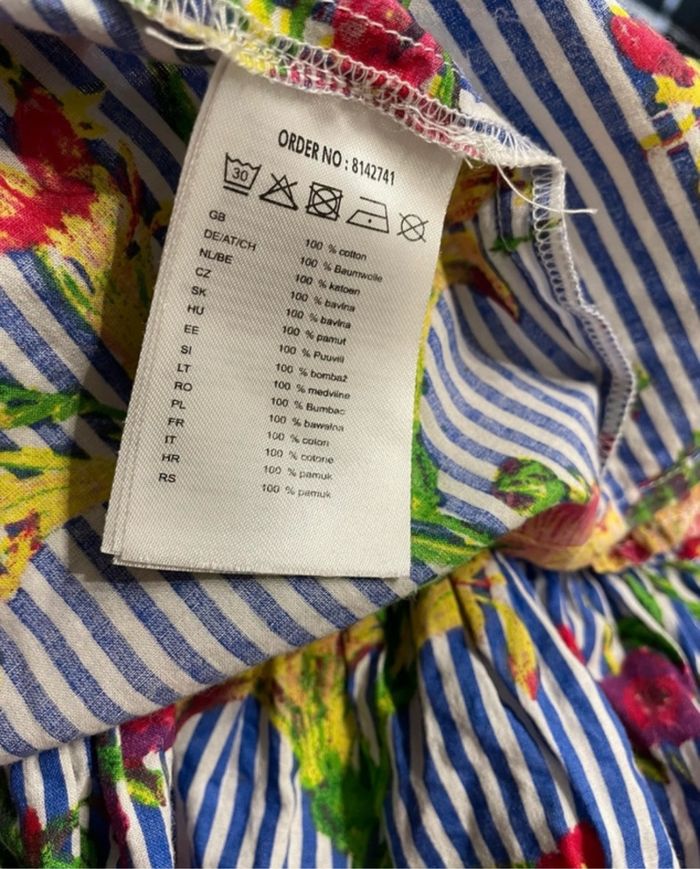 ORDER NO : 8142741
30
GB 100 % cotton
DE/AT/CH 100 % Baumwolle
NL/BE 100 % katoen
CZ 100 % bavlna
SK 100 % bavlna
HU 100 % pamut
EE 100 % Puuvill
SI 100 % bombaž
LT 100 % medvilnė
RO 100 % Bumbac
PL 100 % bawełna
FR 100 % coton
IT 100 % cotone
HR 100 % pamuk
RS 100 % pamuk